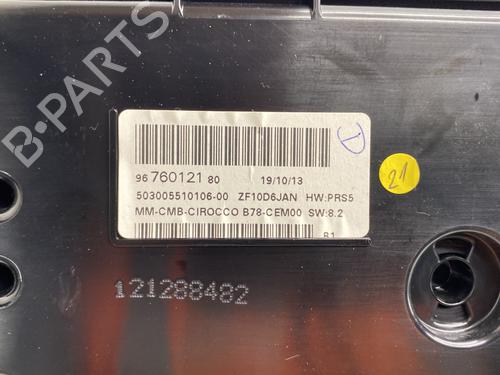 B-PARTS
D
96 760121 80 19/10/13
503005510106-00 ZF10D6JAN HW:PRS5
MM-CMB-CIROCCO B78-CEM00 SW:8.2
B1
21
121288482